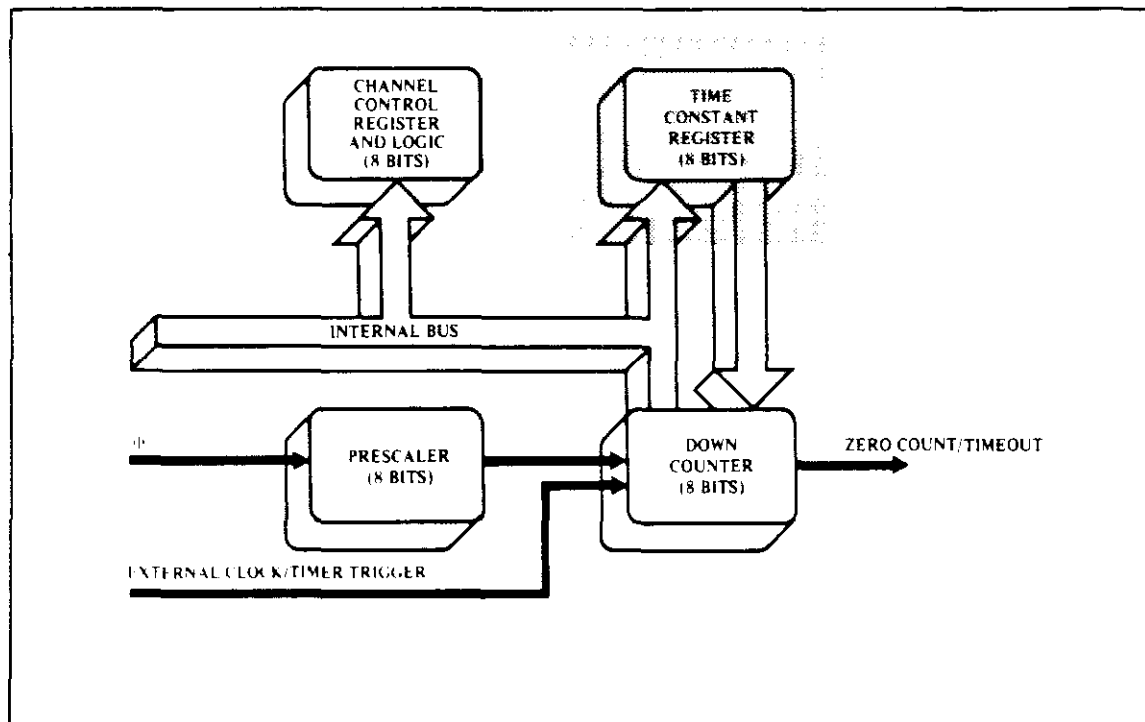 CHANNEL
CONTROL
REGISTER
AND LOGIC
(8 BITS)
TIME
CONSTANT
REGISTER
(8 BITS)
INTERNAL BUS
Φ
PRESCALER
(8 BITS)
DOWN
COUNTER
(8 BITS)
ZERO COUNT/TIMEOUT
EXTERNAL CLOCK/TIMER TRIGGER